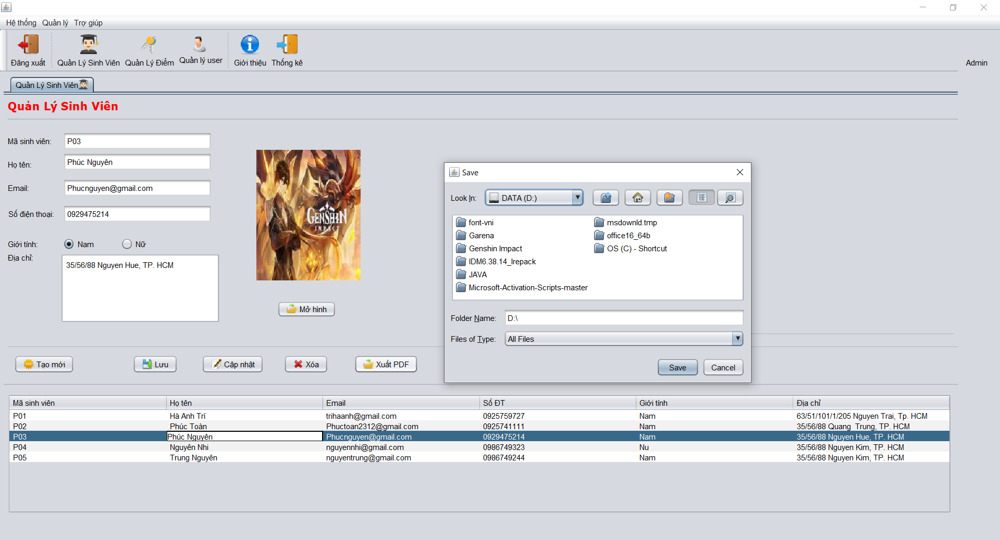 Hệ thống Quản lý Trợ giúp
Đăng xuất Quản Lý Sinh Viên Quản Lý Điểm Quản lý user Giới thiệu Thống kê Admin
Quản Lý Sinh Viên
Quản Lý Sinh Viên
Mã sinh viên: P03
Họ tên: Phúc Nguyên
Email: Phucnguyen@gmail.com
Số điện thoại: 0929475214
Giới tính: Nam Nữ
Địa chỉ: 35/56/88 Nguyen Hue, TP. HCM
GENSHIN
IMPACT
Mở hình
Save
Look In: DATA (D:)
font-vni msdownld.tmp
Garena office16_64b
Genshin Impact OS (C) - Shortcut
IDM6.38.14_lrepack
JAVA
Microsoft-Activation-Scripts-master
Folder Name: D:\
Files of Type: All Files
Save Cancel
Tạo mới Lưu Cập nhật Xóa Xuất PDF
Mã sinh viên Họ tên Email Số ĐT Giới tính Địa chỉ
P01 Hà Anh Trí trihaanh@gmail.com 0925759727 Nam 63/51/101/1/205 Nguyen Trai, Tp. HCM
P02 Phúc Toàn Phuctoan2312@gmail.com 0925741111 Nam 35/56/88 Quang  Trung, TP. HCM
P03 Phúc Nguyên Phucnguyen@gmail.com 0929475214 Nam 35/56/88 Nguyen Hue, TP. HCM
P04 Nguyên Nhi nguyennhi@gmail.com 0986749323 Nu 35/56/88 Nguyen Kim, TP. HCM
P05 Trung Nguyên nguyentrung@gmail.com 0986749244 Nam 35/56/88 Nguyen Kim, TP. HCM